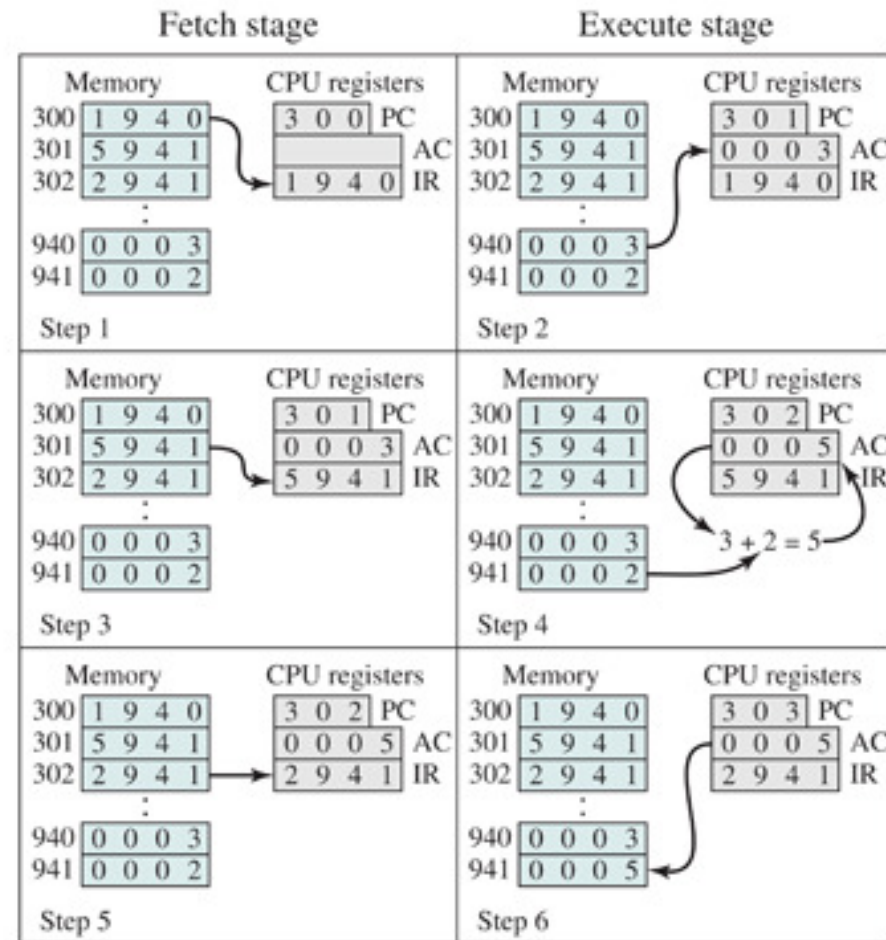 Fetch stage
Execute stage
Memory CPU registers
300 1 9 4 0 3 0 0 PC
301 5 9 4 1 AC
302 2 9 4 1 1 9 4 0 IR
⋮
940 0 0 0 3
941 0 0 0 2
Step 1
Memory CPU registers
300 1 9 4 0 3 0 1 PC
301 5 9 4 1 0 0 0 3 AC
302 2 9 4 1 1 9 4 0 IR
⋮
940 0 0 0 3
941 0 0 0 2
Step 2
Memory CPU registers
300 1 9 4 0 3 0 1 PC
301 5 9 4 1 0 0 0 3 AC
302 2 9 4 1 5 9 4 1 IR
⋮
940 0 0 0 3
941 0 0 0 2
Step 3
Memory CPU registers
300 1 9 4 0 3 0 2 PC
301 5 9 4 1 0 0 0 5 AC
302 2 9 4 1 5 9 4 1 IR
⋮
940 0 0 0 3 3 + 2 = 5
941 0 0 0 2
Step 4
Memory CPU registers
300 1 9 4 0 3 0 2 PC
301 5 9 4 1 0 0 0 5 AC
302 2 9 4 1 2 9 4 1 IR
⋮
940 0 0 0 3
941 0 0 0 2
Step 5
Memory CPU registers
300 1 9 4 0 3 0 3 PC
301 5 9 4 1 0 0 0 5 AC
302 2 9 4 1 2 9 4 1 IR
⋮
940 0 0 0 3
941 0 0 0 5
Step 6